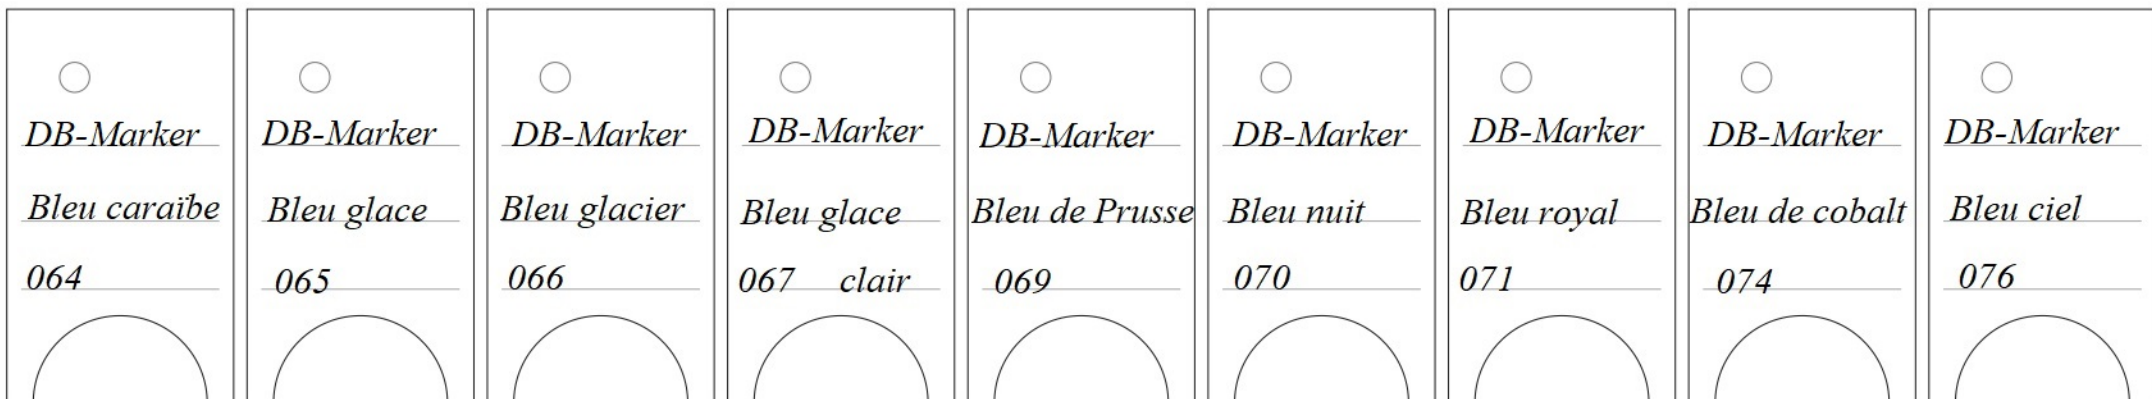 DB-Marker
Bleu caraïbe
064
DB-Marker
Bleu glace
065
DB-Marker
Bleu glacier
066
DB-Marker
Bleu glace
067 clair
DB-Marker
Bleu de Prusse
069
DB-Marker
Bleu nuit
070
DB-Marker
Bleu royal
071
DB-Marker
Bleu de cobalt
074
DB-Marker
Bleu ciel
076